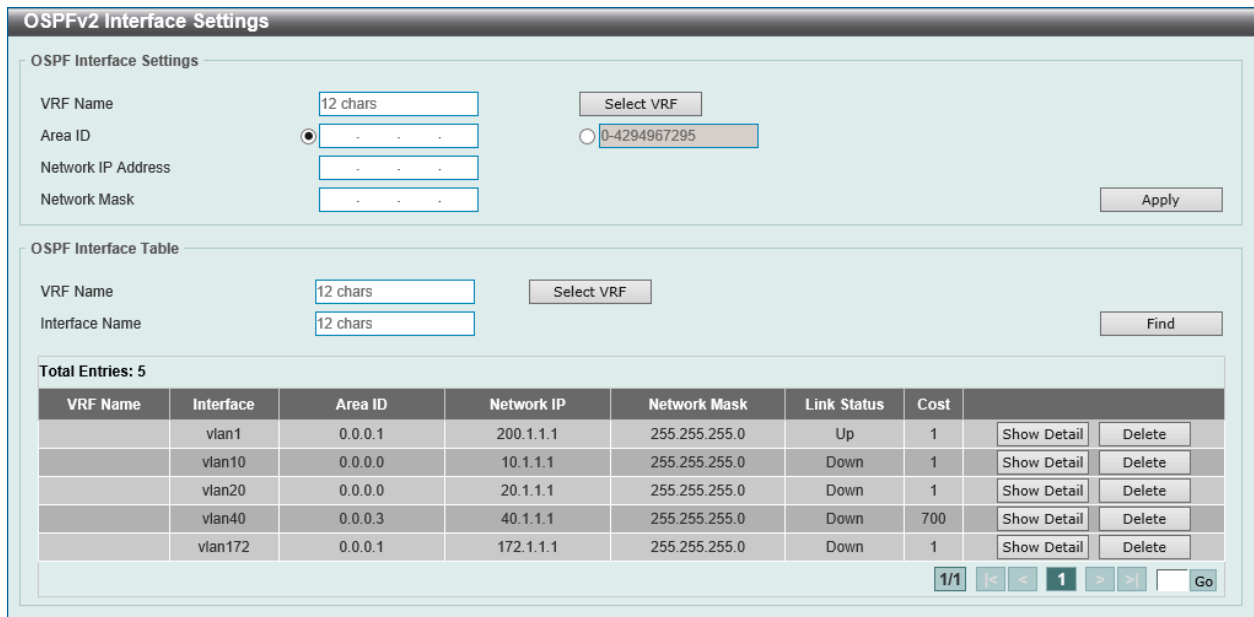 OSPFv2 Interface Settings
OSPF Interface Settings
VRF Name 12 chars Select VRF
Area ID . . . 0-4294967295
Network IP Address . . .
Network Mask . . . Apply
OSPF Interface Table
VRF Name 12 chars Select VRF
Interface Name 12 chars Find
Total Entries: 5
VRF Name Interface Area ID Network IP Network Mask Link Status Cost
vlan1 0.0.0.1 200.1.1.1 255.255.255.0 Up 1 Show Detail Delete
vlan10 0.0.0.0 10.1.1.1 255.255.255.0 Down 1 Show Detail Delete
vlan20 0.0.0.0 20.1.1.1 255.255.255.0 Down 1 Show Detail Delete
vlan40 0.0.0.3 40.1.1.1 255.255.255.0 Down 700 Show Detail Delete
vlan172 0.0.0.1 172.1.1.1 255.255.255.0 Down 1 Show Detail Delete
1/1 |< < 1 > >| Go